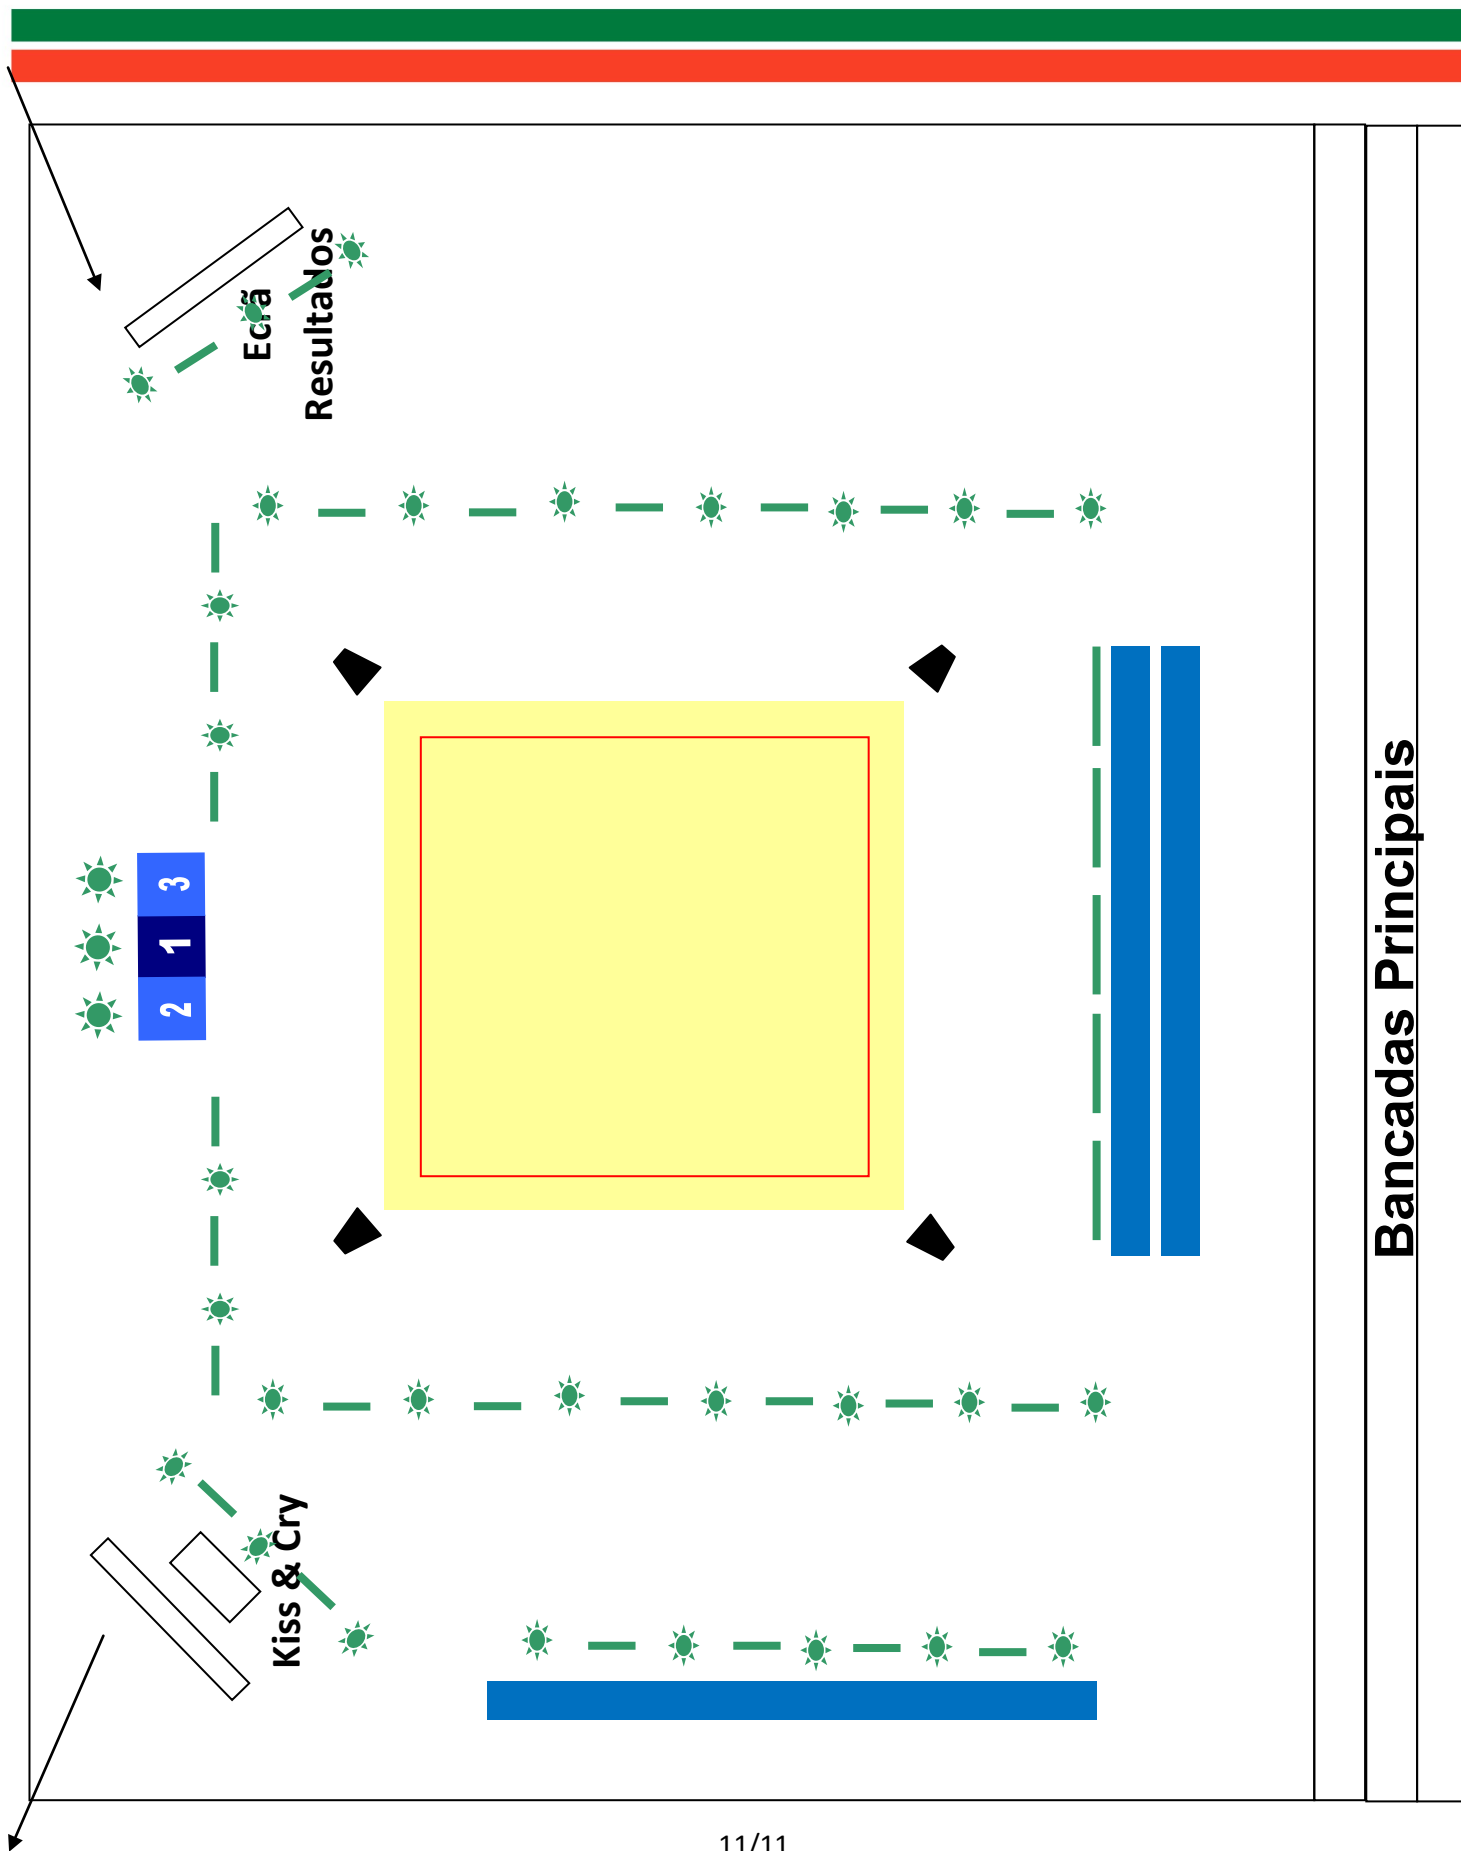 Ecrã
Resultados
3
1
2
Bancadas Principais
Kiss & Cry
11/11